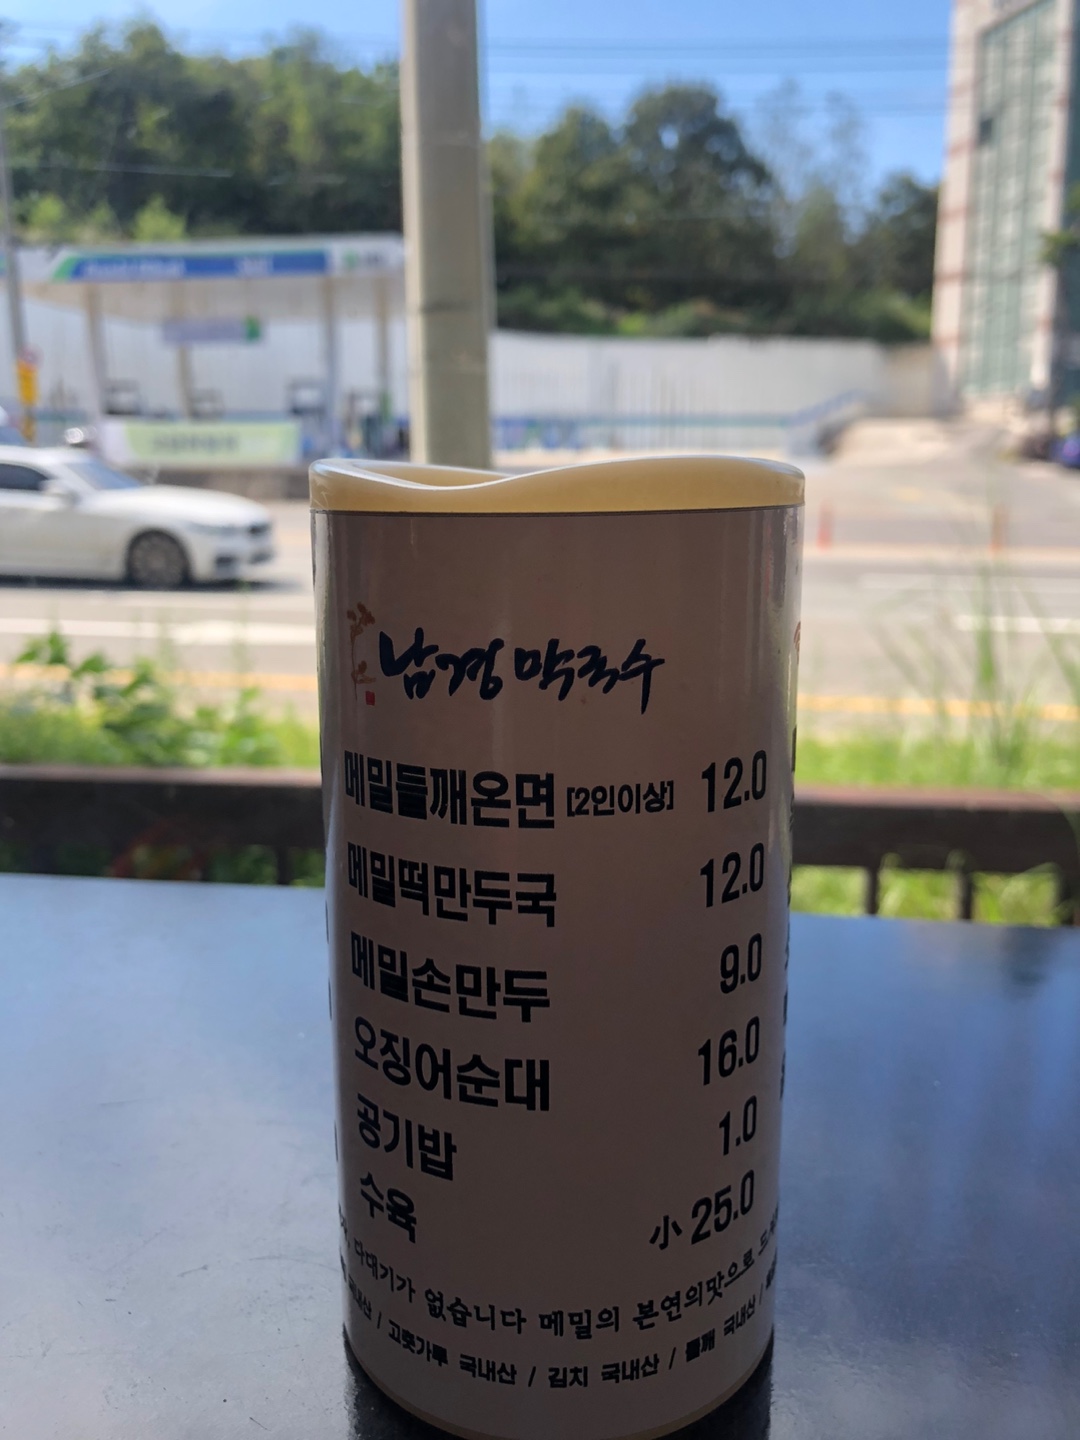 남경막국수
메밀들깨온면 [2인이상] 12.0
메밀떡만두국 12.0
메밀손만두 9.0
오징어순대 16.0
공기밥 1.0
수육 小 25.0
다대기가 없습니다 메밀의 본연의맛으로
국내산 / 고춧가루 국내산 / 김치 국내산 / 들깨 국내산 /